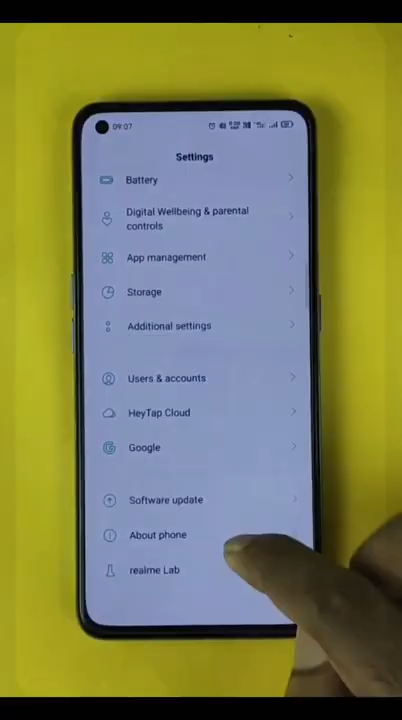 09:07
Settings
Battery
Digital Wellbeing & parental
controls
App management
Storage
Additional settings
Users & accounts
HeyTap Cloud
Google
Software update
About phone
realme Lab